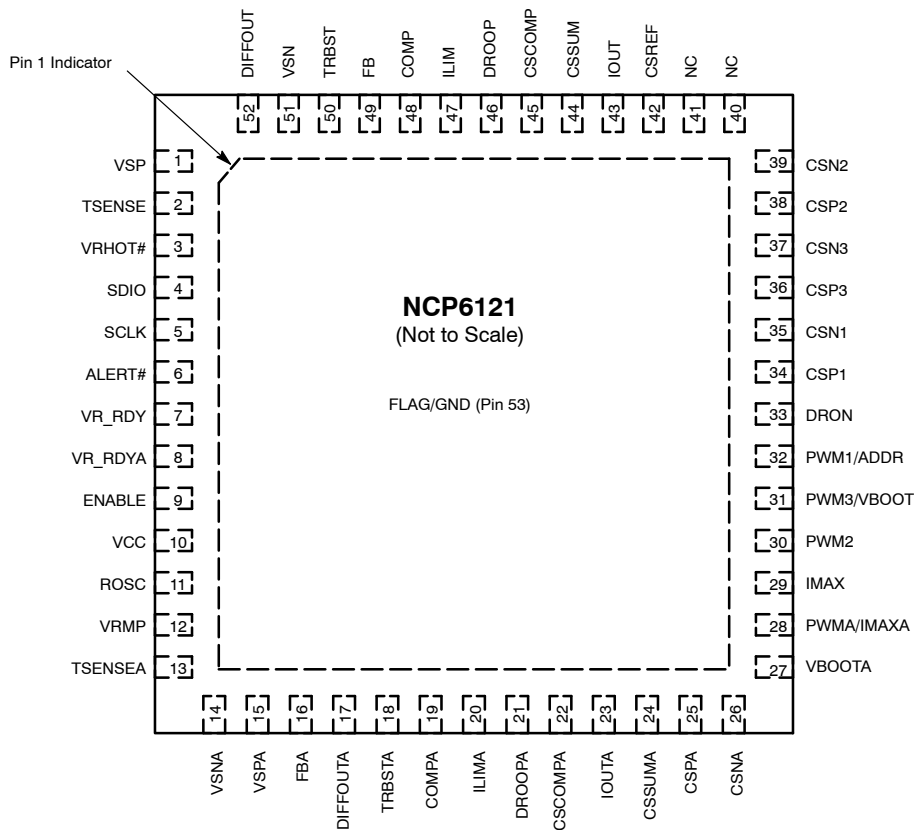 DIFFOUT
VSN
TRBST
FB
COMP
ILIM
DROOP
CSCOMP
CSSUM
IOUT
CSREF
NC
NC
Pin 1 Indicator
52
51
50
49
48
47
46
45
44
43
42
41
40
VSP 1
TSENSE 2
VRHOT# 3
SDIO 4
SCLK 5
ALERT# 6
VR_RDY 7
VR_RDYA 8
ENABLE 9
VCC 10
ROSC 11
VRMP 12
TSENSEA 13
NCP6121
(Not to Scale)
FLAG/GND (Pin 53)
39 CSN2
38 CSP2
37 CSN3
36 CSP3
35 CSN1
34 CSP1
33 DRON
32 PWM1/ADDR
31 PWM3/VBOOT
30 PWM2
29 IMAX
28 PWMA/IMAXA
27 VBOOTA
14
15
16
17
18
19
20
21
22
23
24
25
26
VSNA
VSPA
FBA
DIFFOUTA
TRBSTA
COMPA
ILIMA
DROOPA
CSCOMPA
IOUTA
CSSUMA
CSPA
CSNA